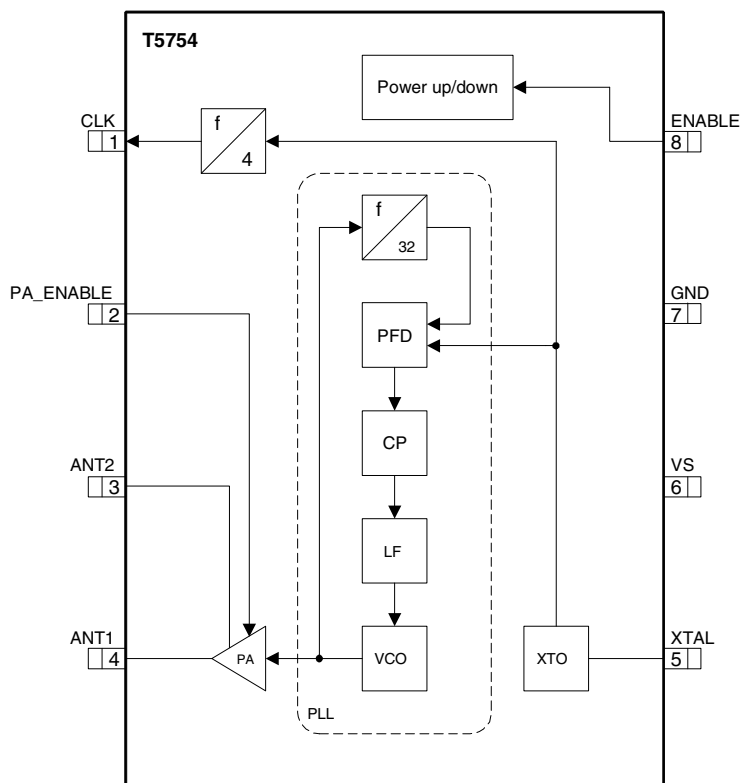 T5754
Power up/down
CLK
1
f
4
ENABLE
8
f
32
PA_ENABLE
2
PFD
GND
7
CP
ANT2
3
VS
6
LF
ANT1
4
PA
VCO
XTO
XTAL
5
PLL